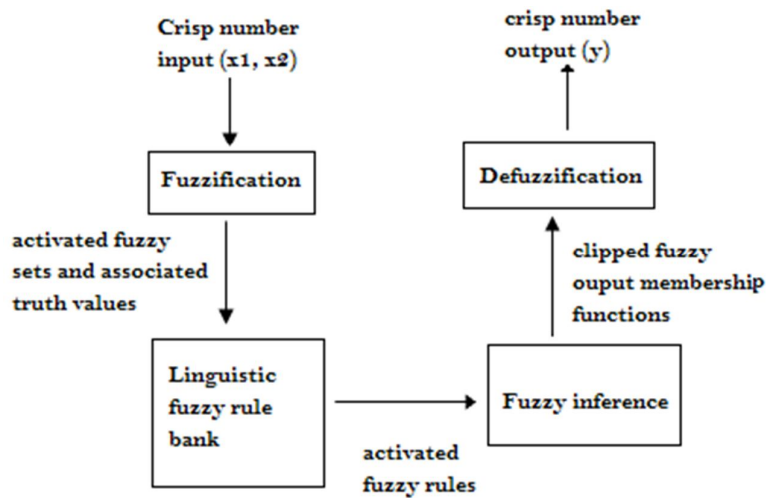 Crisp number
input (x1, x2)
Fuzzification
activated fuzzy
sets and associated
truth values
Linguistic
fuzzy rule
bank
activated
fuzzy rules
Fuzzy inference
clipped fuzzy
ouput membership
functions
Defuzzification
crisp number
output (y)